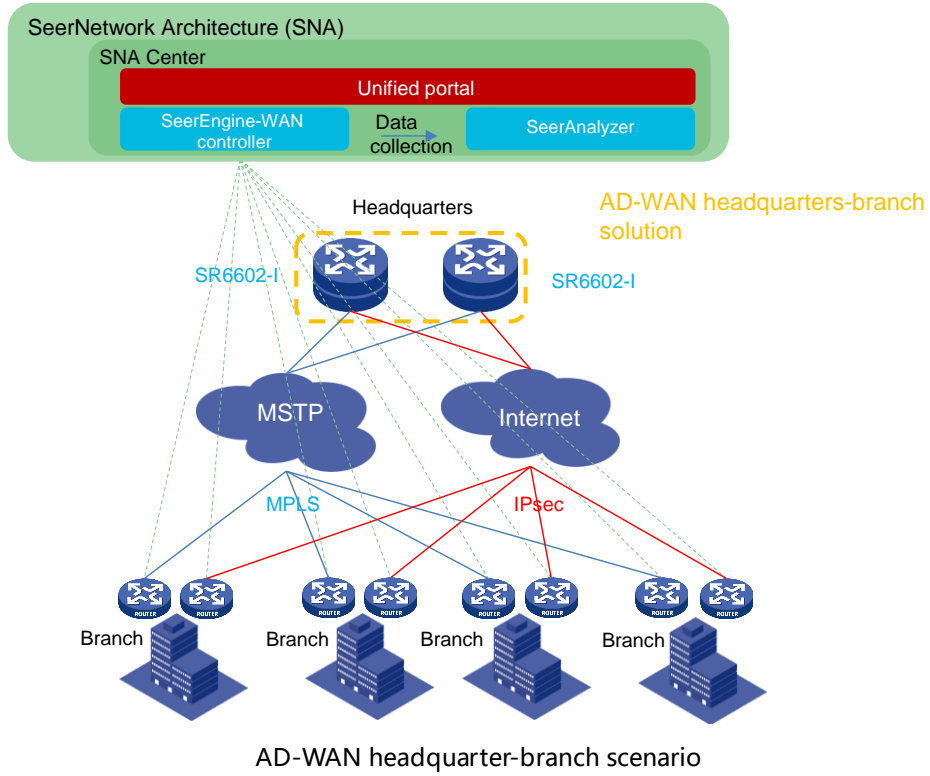 SeerNetwork Architecture (SNA)
SNA Center
Unified portal
SeerEngine-WAN
controller
Data
collection
SeerAnalyzer
Headquarters
AD-WAN headquarters-branch
solution
SR6602-I
SR6602-I
MSTP
Internet
MPLS
IPsec
ROUTER
ROUTER
ROUTER
ROUTER
ROUTER
ROUTER
ROUTER
ROUTER
Branch
Branch
Branch
Branch
AD-WAN headquarter-branch scenario